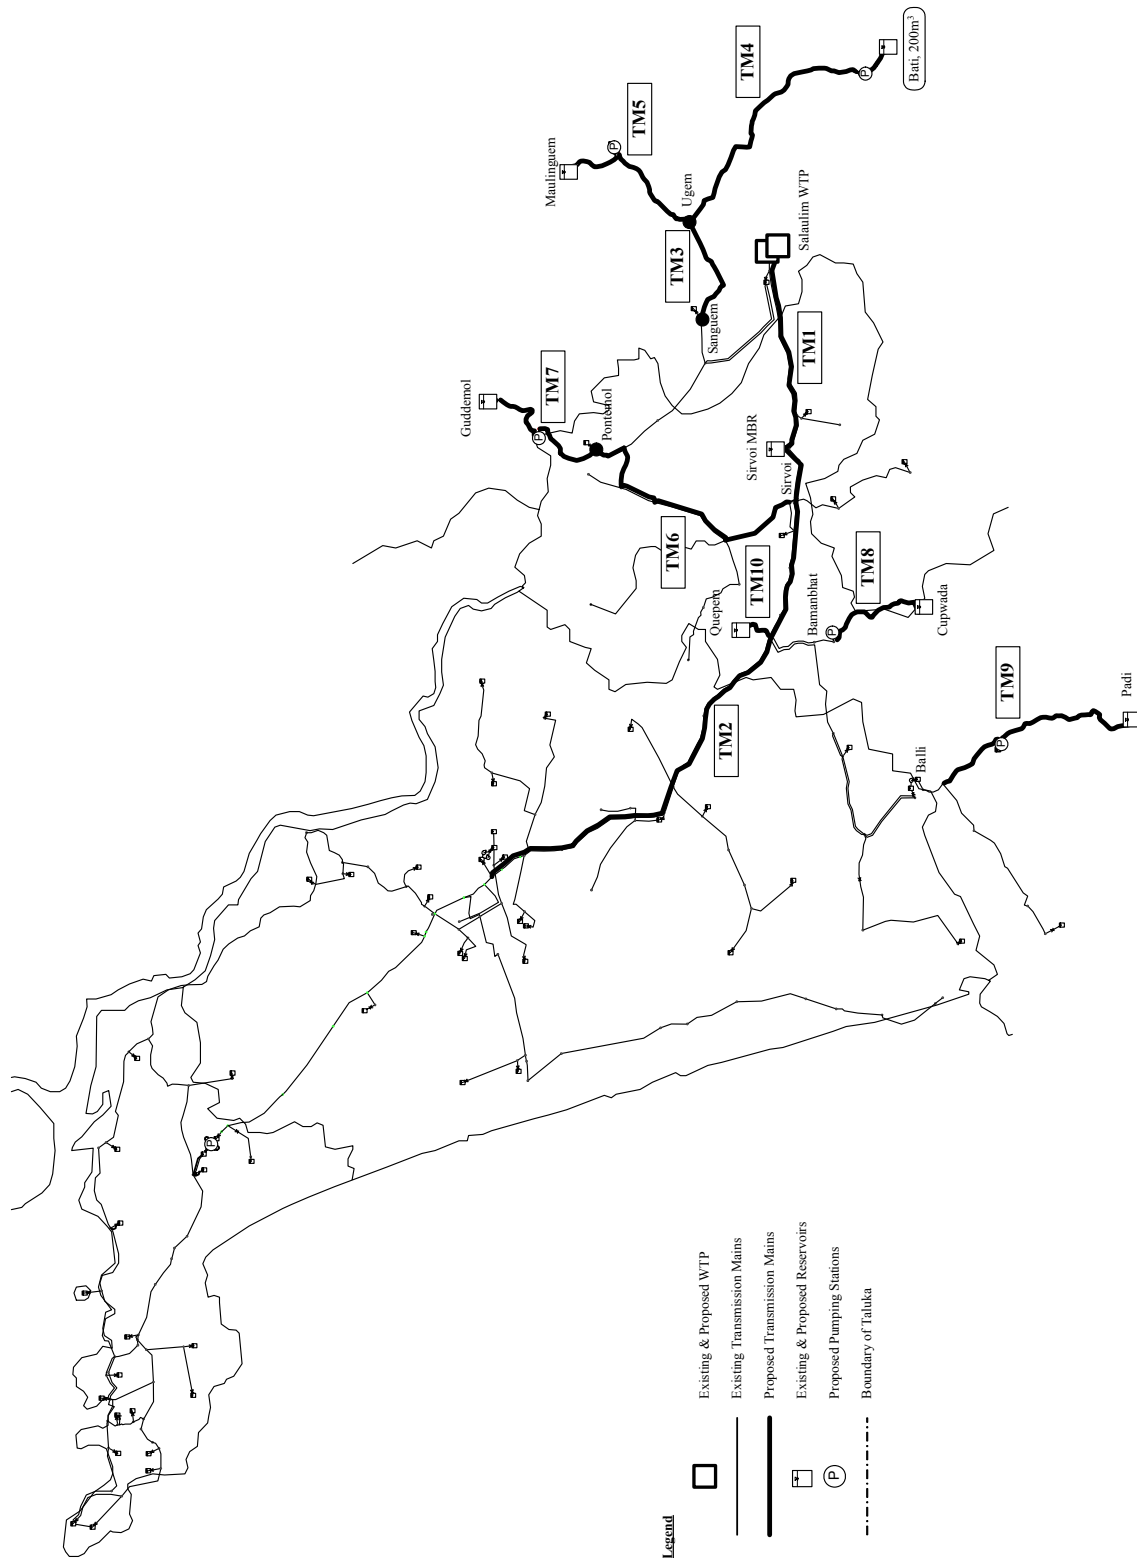 Bati, 200m³
TM4
TM5
Maulinguem
Ugem
Salaulim WTP
TM3
Sanguem
TM1
TM7
Guddemol
Pontemol
Sirvoi MBR
Sirvoi
TM6
TM10
Quepem
Bamanbhat
TM8
Cupwada
TM9
Padi
TM2
Balli
P
P
P
P
P
P
Legend
Existing & Proposed WTP
Existing Transmission Mains
Proposed Transmission Mains
Existing & Proposed Reservoirs
P
Proposed Pumping Stations
Boundary of Taluka